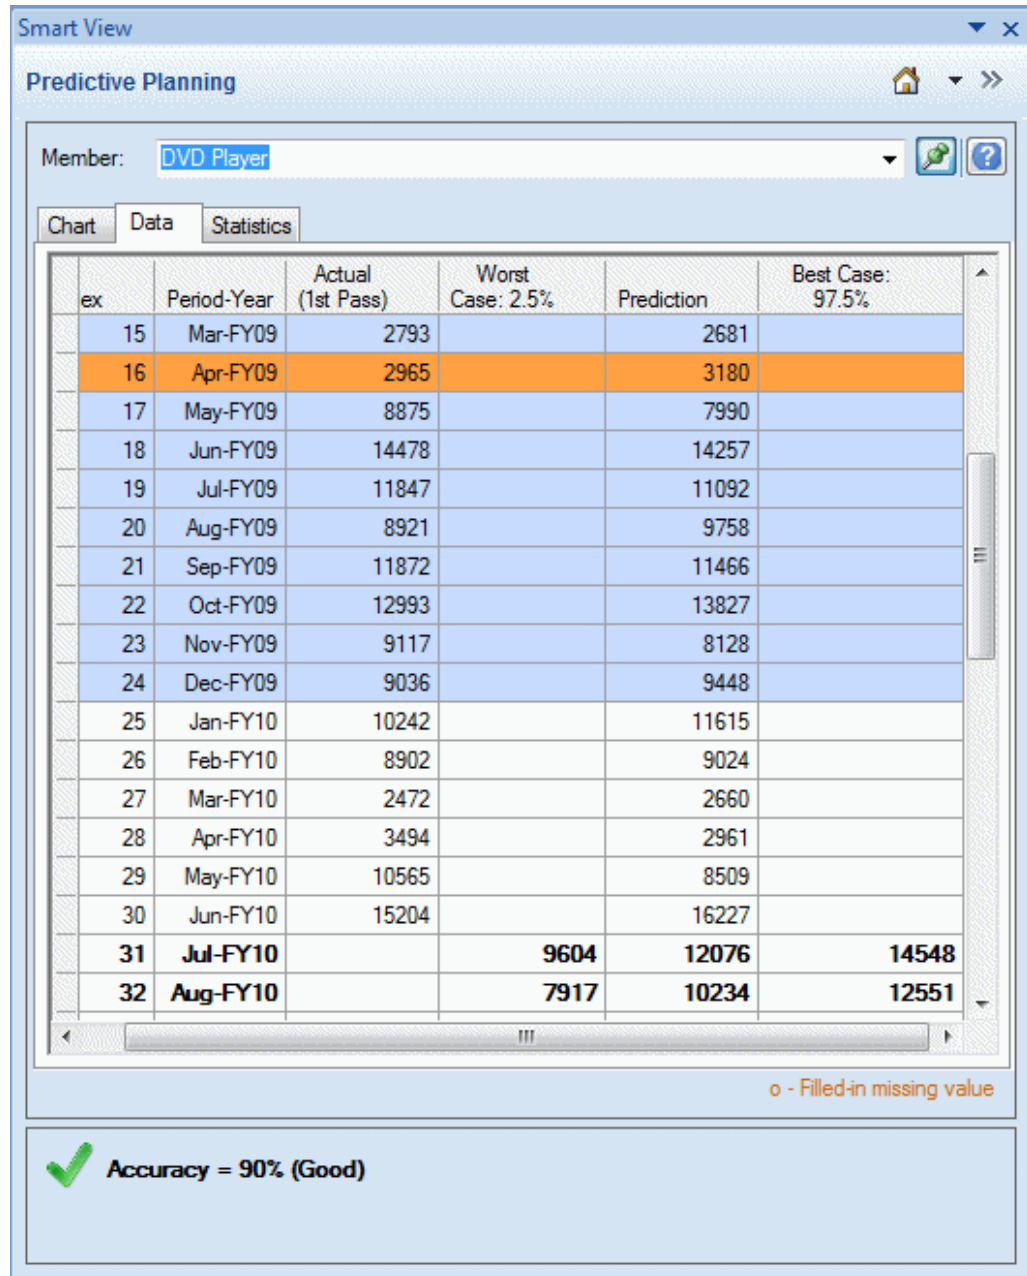 Smart View
Predictive Planning
Member: DVD Player
Chart Data Statistics
ex Period-Year Actual (1st Pass) Worst Case: 2.5% Prediction Best Case: 97.5%
15 Mar-FY09 2793 2681
16 Apr-FY09 2965 3180
17 May-FY09 8875 7990
18 Jun-FY09 14478 14257
19 Jul-FY09 11847 11092
20 Aug-FY09 8921 9758
21 Sep-FY09 11872 11466
22 Oct-FY09 12993 13827
23 Nov-FY09 9117 8128
24 Dec-FY09 9036 9448
25 Jan-FY10 10242 11615
26 Feb-FY10 8902 9024
27 Mar-FY10 2472 2660
28 Apr-FY10 3494 2961
29 May-FY10 10565 8509
30 Jun-FY10 15204 16227
31 Jul-FY10 9604 12076 14548
32 Aug-FY10 7917 10234 12551
o - Filled-in missing value
Accuracy = 90% (Good)